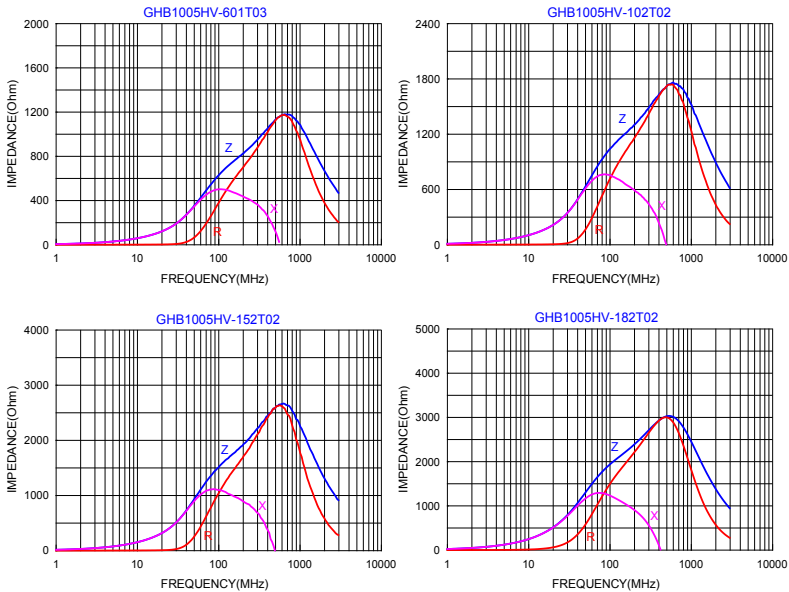 GHB1005HV-601T03
2000
1600
1200
800
400
0
IMPEDANCE(Ohm)
Z
X
R
1 10 100 1000 10000
FREQUENCY(MHz)
GHB1005HV-102T02
2400
1800
1200
600
0
IMPEDANCE(Ohm)
Z
X
R
1 10 100 1000 10000
FREQUENCY(MHz)
GHB1005HV-152T02
4000
3000
2000
1000
0
IMPEDANCE(Ohm)
Z
X
R
1 10 100 1000 10000
FREQUENCY(MHz)
GHB1005HV-182T02
5000
4000
3000
2000
1000
0
IMPEDANCE(Ohm)
Z
X
R
1 10 100 1000 10000
FREQUENCY(MHz)